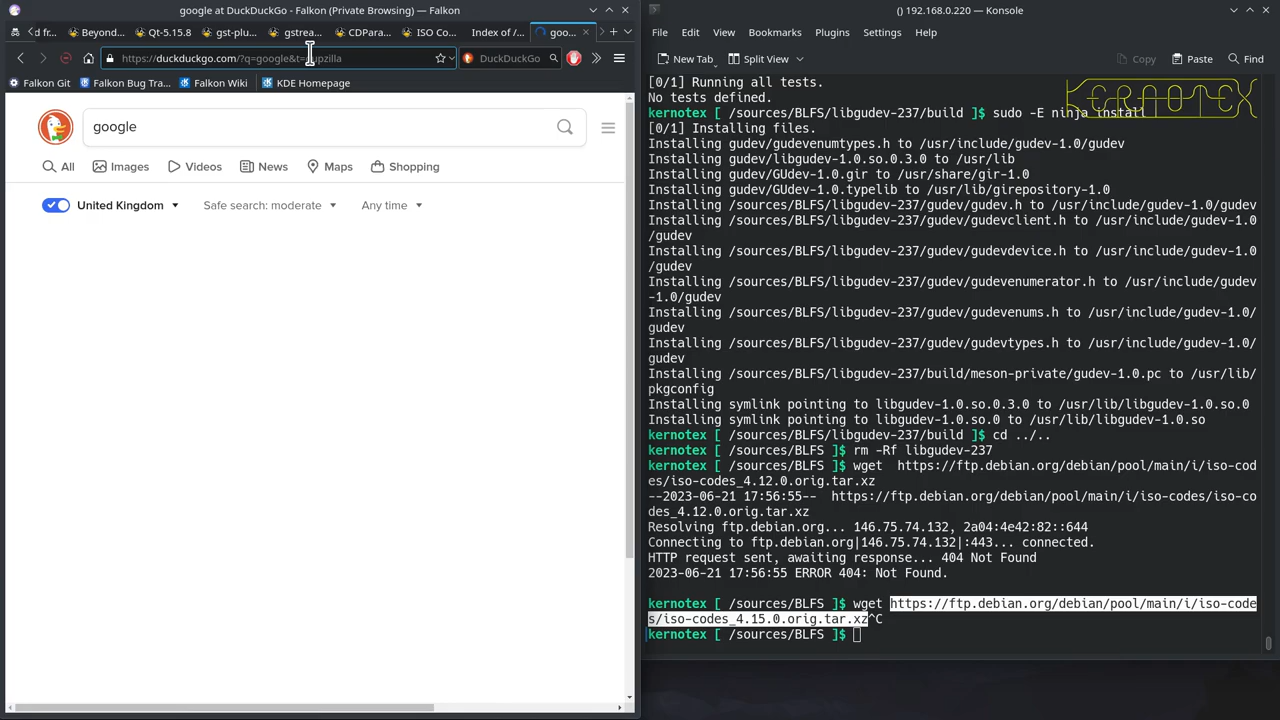 google at DuckDuckGo - Falkon (Private Browsing) — Falkon
d fr...
Beyond...
Qt-5.15.8
gst-plu...
gstrea...
CDPara...
ISO Co...
Index of /...
goo...
https://duckduckgo.com/?q=google&t=
upzilla
DuckDuckGo
Falkon Git
Falkon Bug Tra...
Falkon Wiki
KDE Homepage
google
All
Images
Videos
News
Maps
Shopping
United Kingdom
Safe search: moderate
Any time
() 192.168.0.220 — Konsole
File Edit View Bookmarks Plugins Settings Help
New Tab
Split View
Copy
Paste
Find
[0/1] Running all tests.
No tests defined.
KERNOTEX
kernotex [ /sources/BLFS/libgudev-237/build ]$ sudo -E ninja install
[0/1] Installing files.
Installing gudev/gudevenumtypes.h to /usr/include/gudev-1.0/gudev
Installing gudev/libgudev-1.0.so.0.3.0 to /usr/lib
Installing gudev/GUdev-1.0.gir to /usr/share/gir-1.0
Installing gudev/GUdev-1.0.typelib to /usr/lib/girepository-1.0
Installing /sources/BLFS/libgudev-237/gudev/gudev.h to /usr/include/gudev-1.0/gudev
Installing /sources/BLFS/libgudev-237/gudev/gudevclient.h to /usr/include/gudev-1.0
/gudev
Installing /sources/BLFS/libgudev-237/gudev/gudevdevice.h to /usr/include/gudev-1.0
/gudev
Installing /sources/BLFS/libgudev-237/gudev/gudevenumerator.h to /usr/include/gudev
-1.0/gudev
Installing /sources/BLFS/libgudev-237/gudev/gudevenums.h to /usr/include/gudev-1.0/
gudev
Installing /sources/BLFS/libgudev-237/gudev/gudevtypes.h to /usr/include/gudev-1.0/
gudev
Installing /sources/BLFS/libgudev-237/build/meson-private/gudev-1.0.pc to /usr/lib/
pkgconfig
Installing symlink pointing to libgudev-1.0.so.0.3.0 to /usr/lib/libgudev-1.0.so.0
Installing symlink pointing to libgudev-1.0.so.0 to /usr/lib/libgudev-1.0.so
kernotex [ /sources/BLFS/libgudev-237/build ]$ cd ../..
kernotex [ /sources/BLFS ]$ rm -Rf libgudev-237
kernotex [ /sources/BLFS ]$ wget  https://ftp.debian.org/debian/pool/main/i/iso-cod
es/iso-codes_4.12.0.orig.tar.xz
--2023-06-21 17:56:55--  https://ftp.debian.org/debian/pool/main/i/iso-codes/iso-co
des_4.12.0.orig.tar.xz
Resolving ftp.debian.org... 146.75.74.132, 2a04:4e42:82::644
Connecting to ftp.debian.org|146.75.74.132|:443... connected.
HTTP request sent, awaiting response... 404 Not Found
2023-06-21 17:56:55 ERROR 404: Not Found.
kernotex [ /sources/BLFS ]$ wget https://ftp.debian.org/debian/pool/main/i/iso-code
s/iso-codes_4.15.0.orig.tar.xz^C
kernotex [ /sources/BLFS ]$